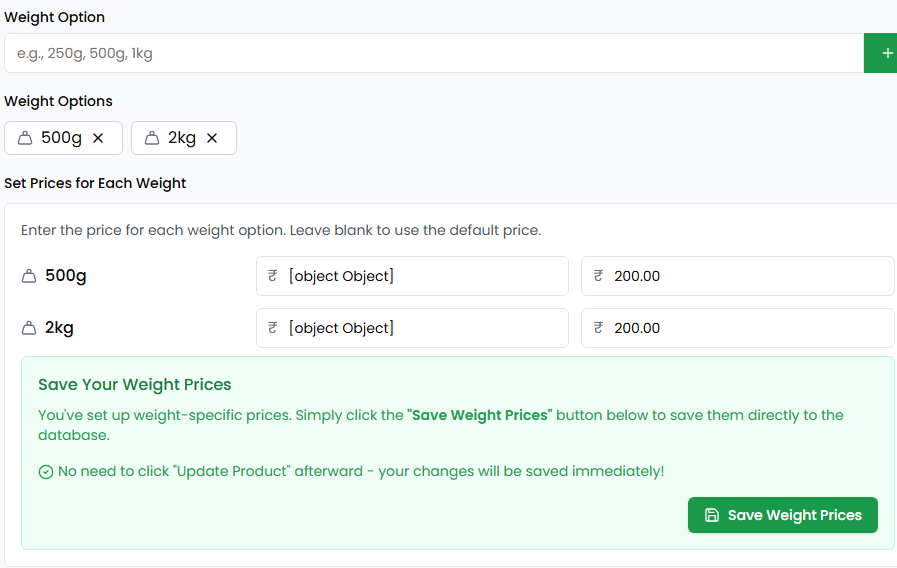 Weight Option
e.g., 250g, 500g, 1kg
+
Weight Options
500g × 2kg ×
Set Prices for Each Weight
Enter the price for each weight option. Leave blank to use the default price.
500g ₹ [object Object] ₹ 200.00
2kg ₹ [object Object] ₹ 200.00
Save Your Weight Prices
You've set up weight-specific prices. Simply click the "Save Weight Prices" button below to save them directly to the
database.
No need to click "Update Product" afterward - your changes will be saved immediately!
Save Weight Prices